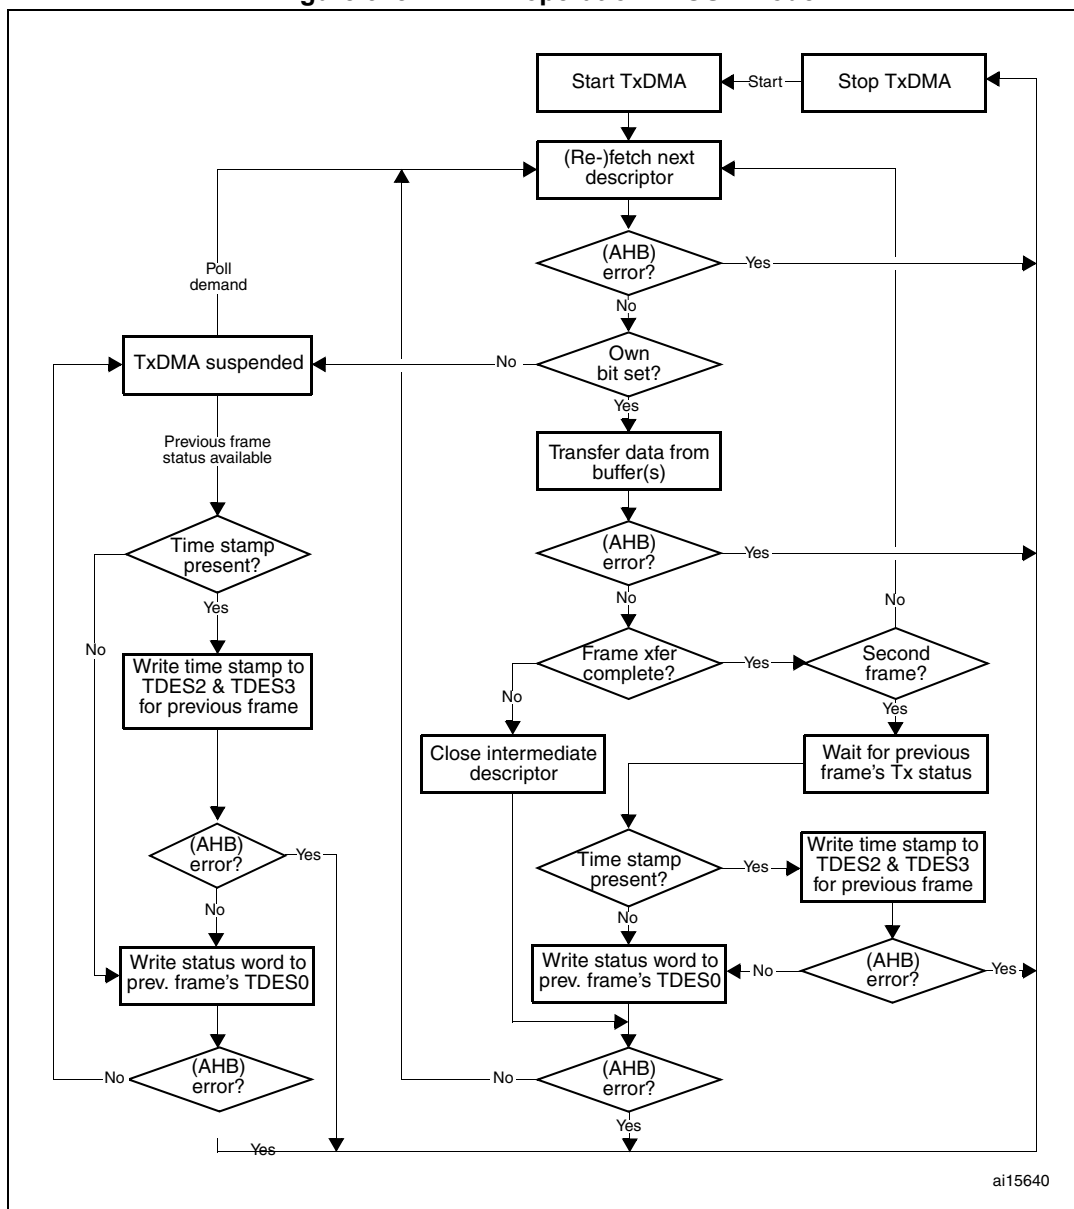 Start TxDMA
Start
Stop TxDMA
(Re-)fetch next
descriptor
(AHB)
error?
Yes
No
Poll
demand
TxDMA suspended
No
Own
bit set?
Yes
Previous frame
status available
Transfer data from
buffer(s)
Time stamp
present?
(AHB)
error?
Yes
Yes
No
No
No
Write time stamp to
TDES2 & TDES3
for previous frame
Frame xfer
complete?
Yes
Second
frame?
No
Yes
Close intermediate
descriptor
Wait for previous
frame's Tx status
(AHB)
error?
Yes
No
Time stamp
present?
Yes
Write time stamp to
TDES2 & TDES3
for previous frame
No
Write status word to
prev. frame's TDES0
Write status word to
prev. frame's TDES0
No
(AHB)
error?
Yes
No
(AHB)
error?
No
(AHB)
error?
Yes
Yes
ai15640